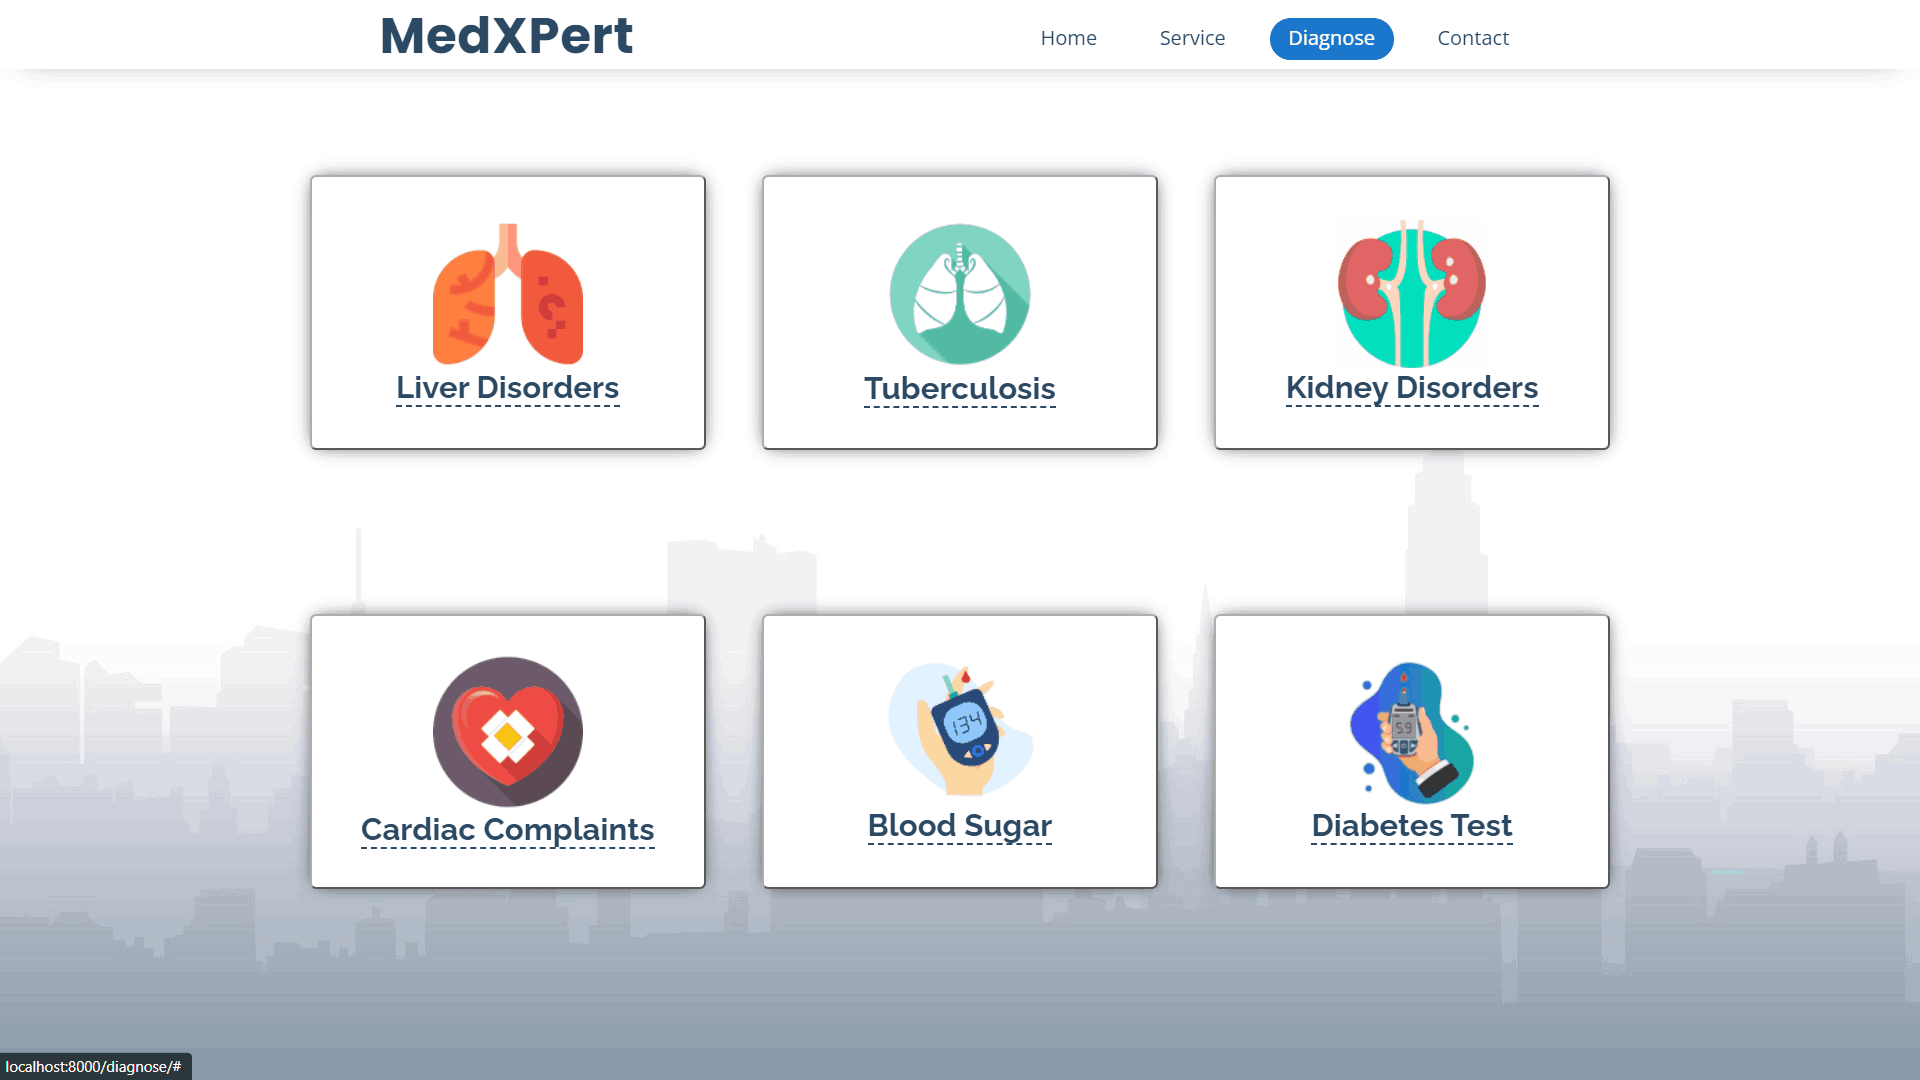 MedXPert
Home Service Diagnose Contact
Liver Disorders Tuberculosis Kidney Disorders
134
59
Cardiac Complaints Blood Sugar Diabetes Test
localhost:8000/diagnose/#